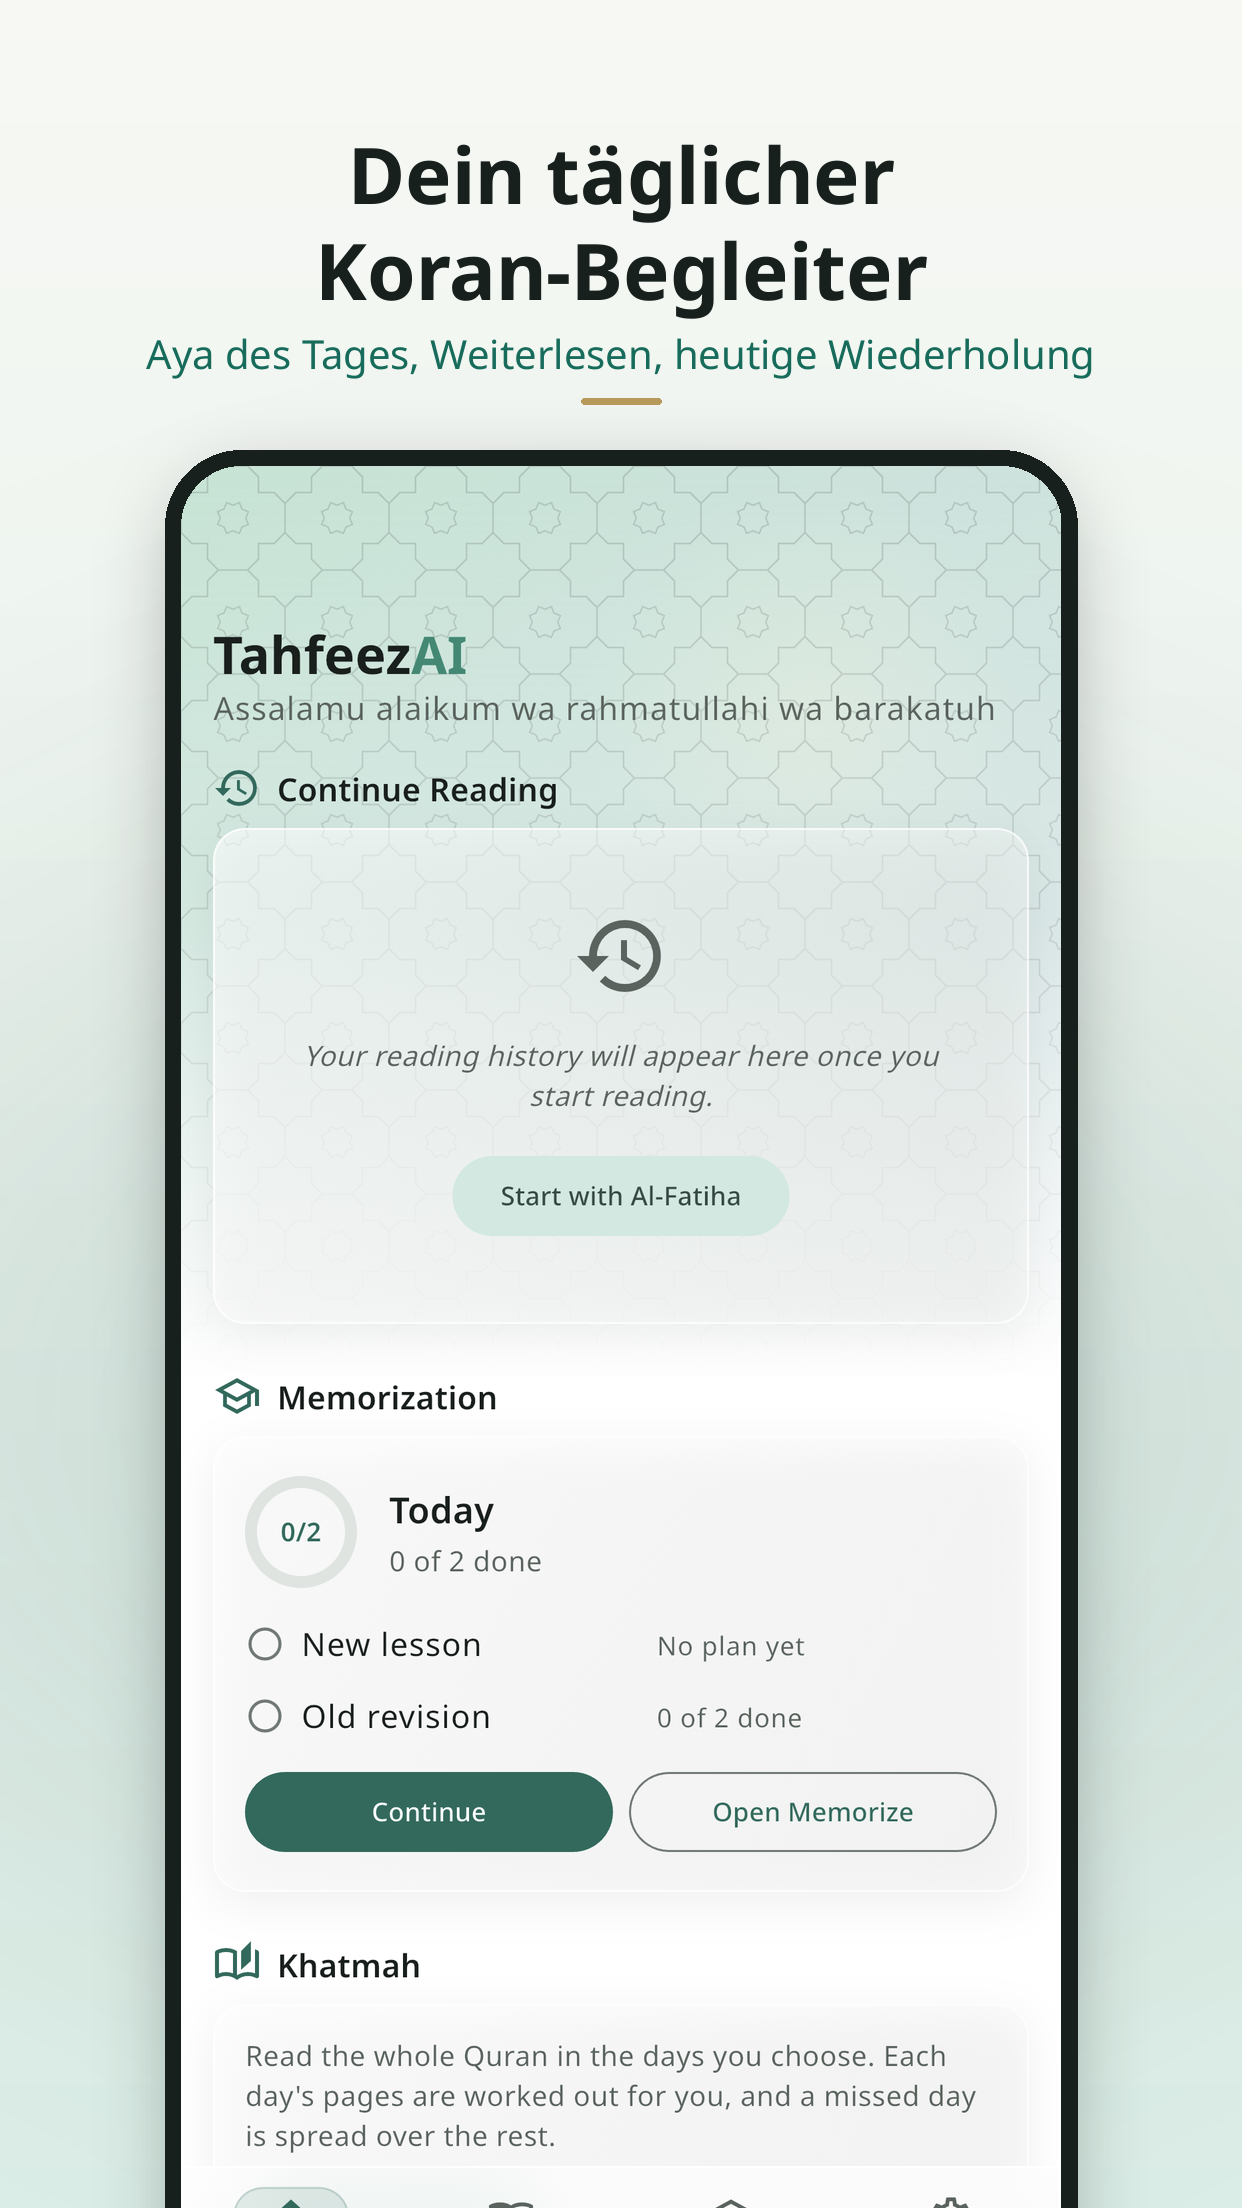 Dein täglicher
Koran-Begleiter
Aya des Tages, Weiterlesen, heutige Wiederholung
TahfeezAI
Assalamu alaikum wa rahmatullahi wa barakatuh
Continue Reading
Your reading history will appear here once you
start reading.
Start with Al-Fatiha
Memorization
0/2
Today
0 of 2 done
New lesson
No plan yet
Old revision
0 of 2 done
Continue
Open Memorize
Khatmah
Read the whole Quran in the days you choose. Each
day's pages are worked out for you, and a missed day
is spread over the rest.